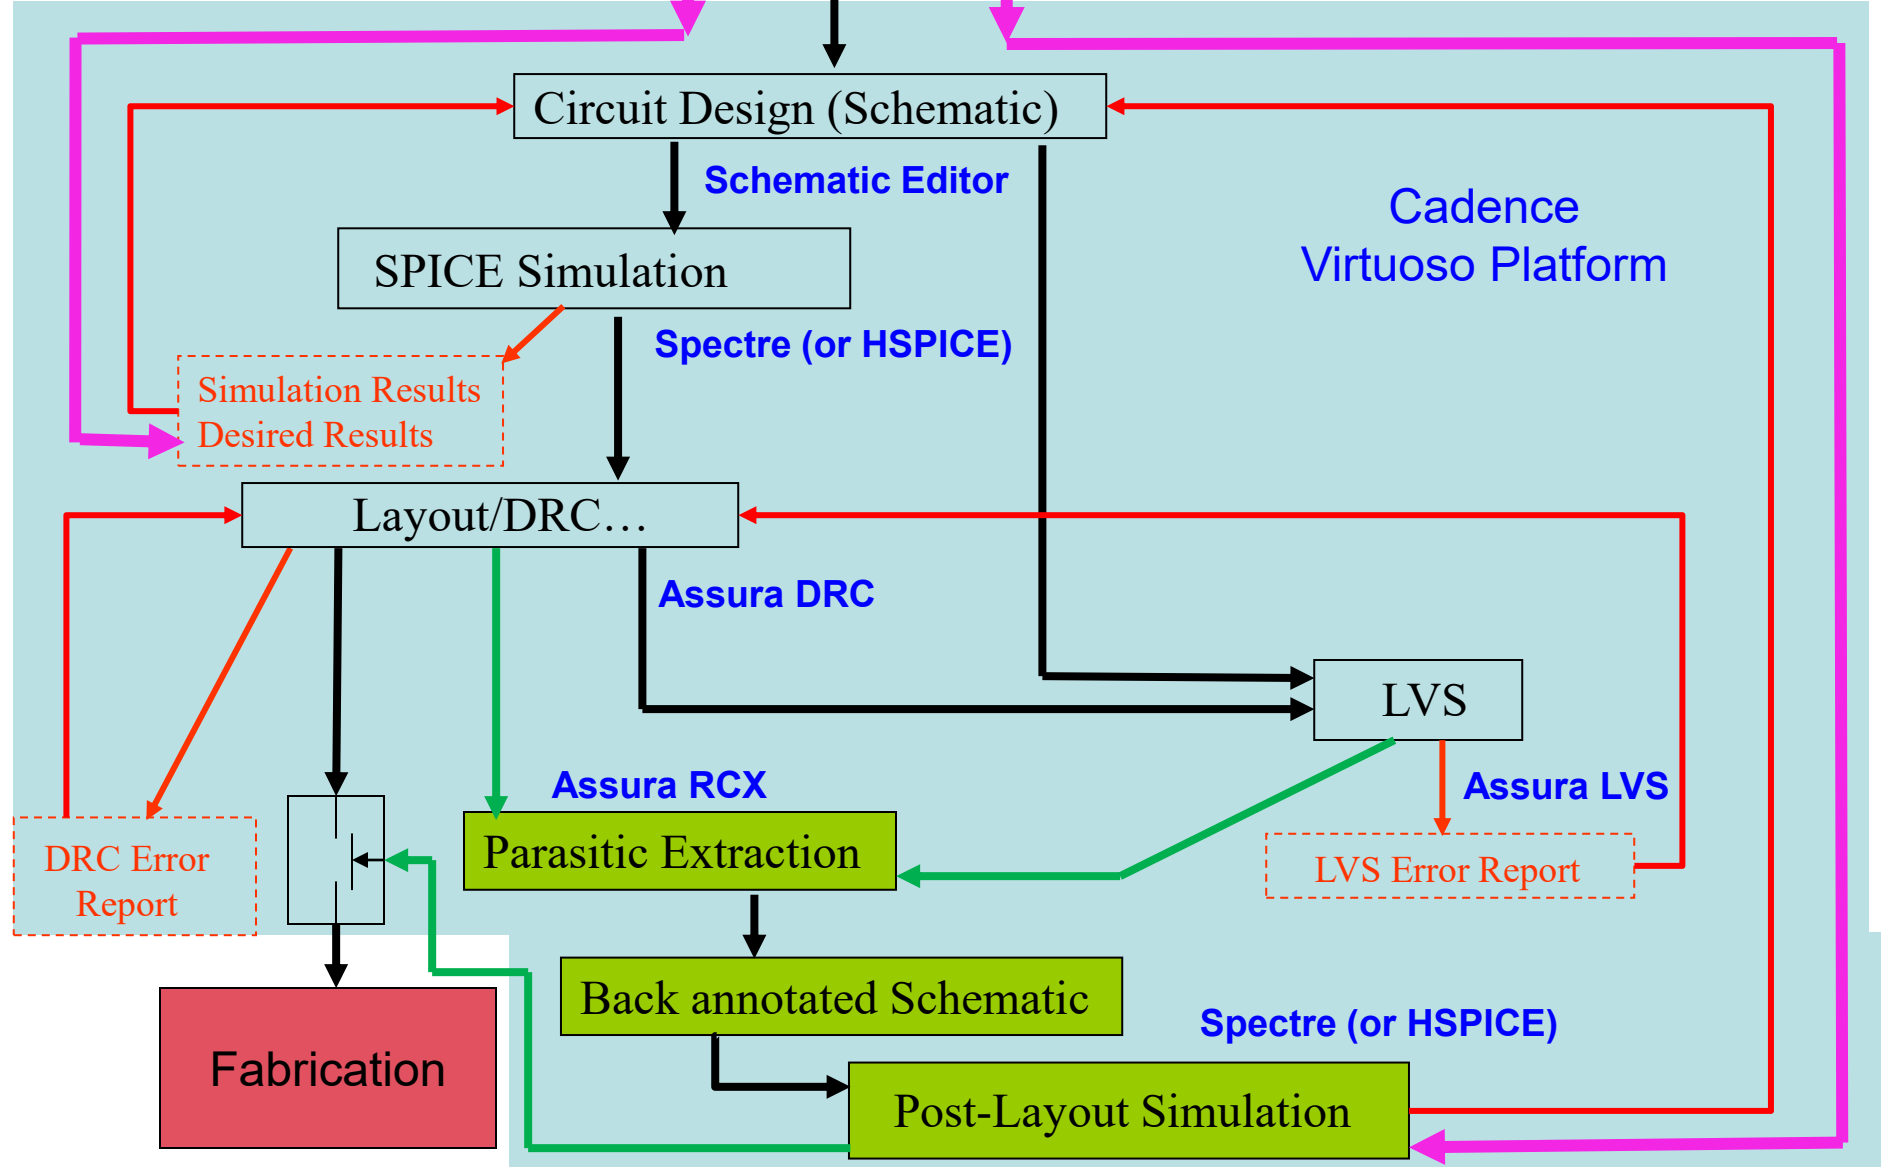 Circuit Design (Schematic)
Schematic Editor
Cadence
Virtuoso Platform
SPICE Simulation
Spectre (or HSPICE)
Simulation Results
Desired Results
Layout/DRC…
Assura DRC
LVS
Assura RCX
Assura LVS
Parasitic Extraction
DRC Error
Report
LVS Error Report
Back annotated Schematic
Spectre (or HSPICE)
Fabrication
Post-Layout Simulation